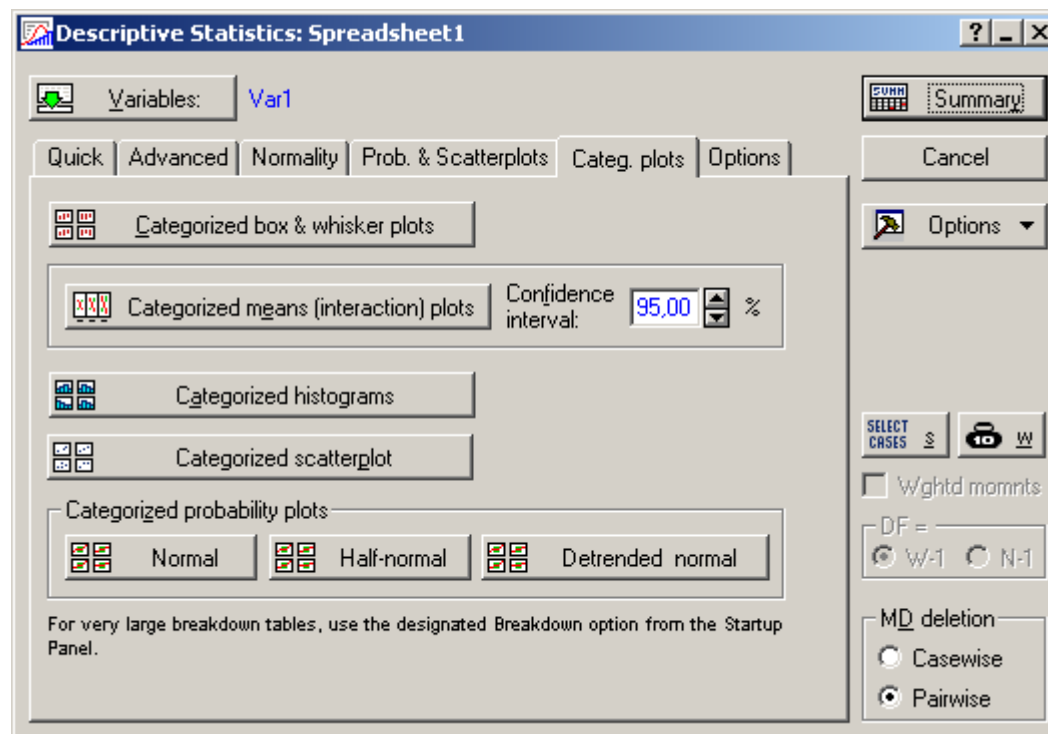 Descriptive Statistics: Spreadsheet1
Variables: Var1
Summary
Quick Advanced Normality Prob. & Scatterplots Categ. plots Options
Cancel
Categorized box & whisker plots
Options
Categorized means (interaction) plots
Confidence
interval:
95,00 %
Categorized histograms
SELECT
CASES S
10 W
Categorized scatterplot
Wghtd momnts
Categorized probability plots
Normal Half-normal Detrended normal
DF =
W-1 N-1
For very large breakdown tables, use the designated Breakdown option from the Startup
Panel.
MD deletion
Casewise
Pairwise